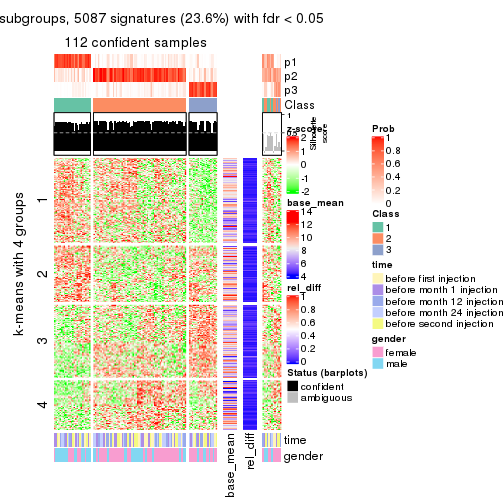 subgroups, 5087 signatures (23.6%) with fdr < 0.05
112 confident samples
p1
p2
p3
Class
1
Silhouette
score
k-means with 4 groups
1
2
3
4
z-score
2
1
0
-1
-2
base_mean
14
12
10
8
6
4
rel_diff
1
0.8
0.6
0.4
0.2
0
Status (barplots)
confident
ambiguous
Prob
1
0.8
0.6
0.4
0.2
0
Class
1
2
3
time
before first injection
before month 1 injection
before month 12 injection
before month 24 injection
before second injection
gender
female
male
time
gender
base_mean
rel_diff